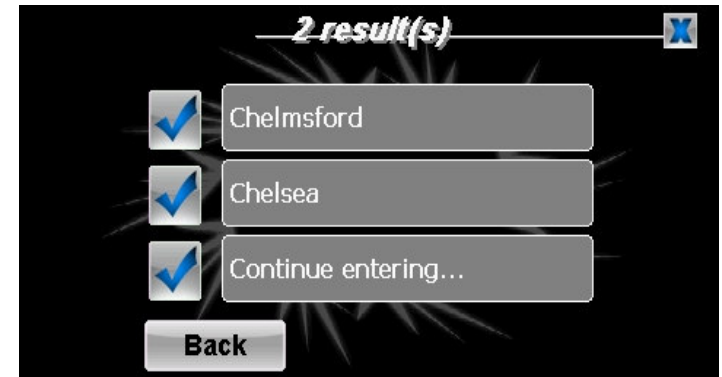 2 result(s)
Chelmsford
Chelsea
Continue entering...
Back